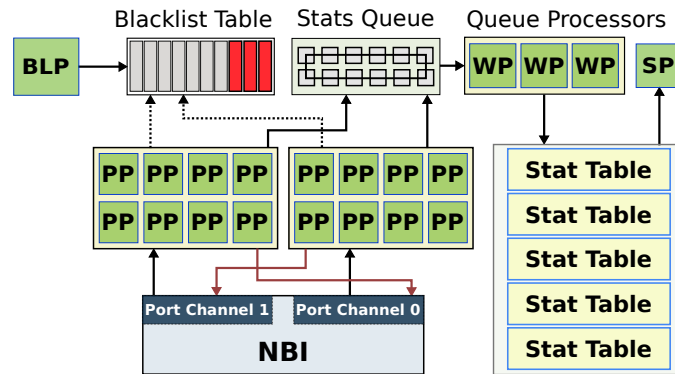 Blacklist Table
Stats Queue
Queue Processors
BLP
WP WP WP
SP
PP PP PP PP
PP PP PP PP
PP PP PP PP
PP PP PP PP
Stat Table
Stat Table
Stat Table
Stat Table
Stat Table
Port Channel 1
Port Channel 0
NBI